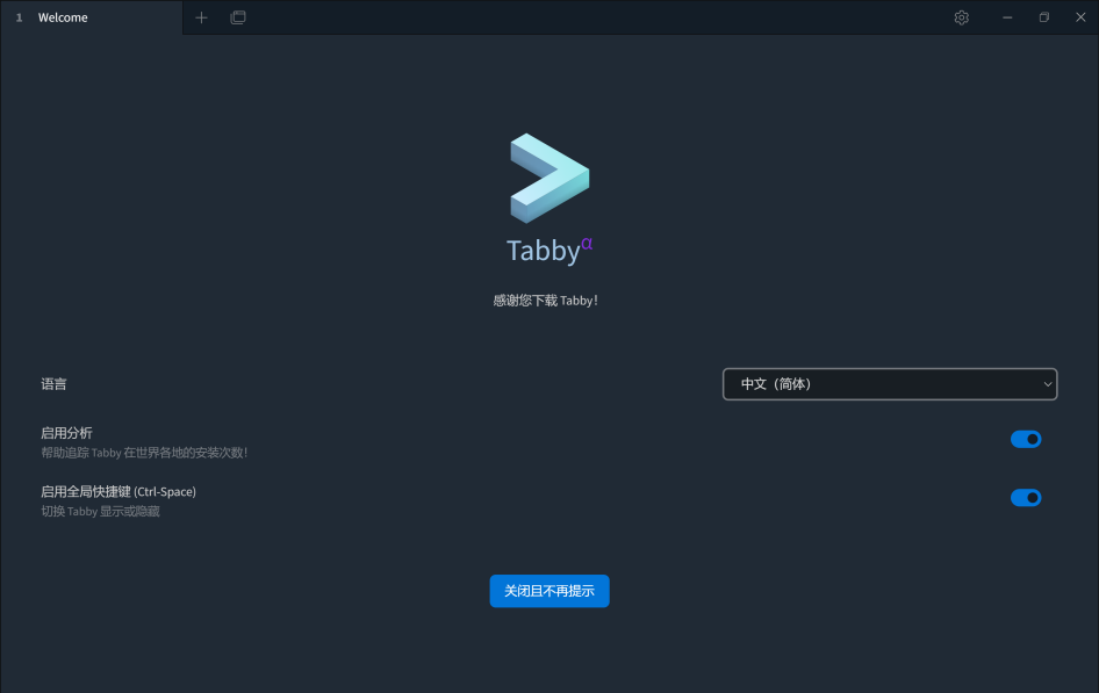 1 Welcome
Tabbyα
感谢您下载 Tabby！
语言
中文（简体）
启用分析
帮助追踪 Tabby 在世界各地的安装次数！
启用全局快捷键 (Ctrl-Space)
切换 Tabby 显示或隐藏
关闭且不再提示